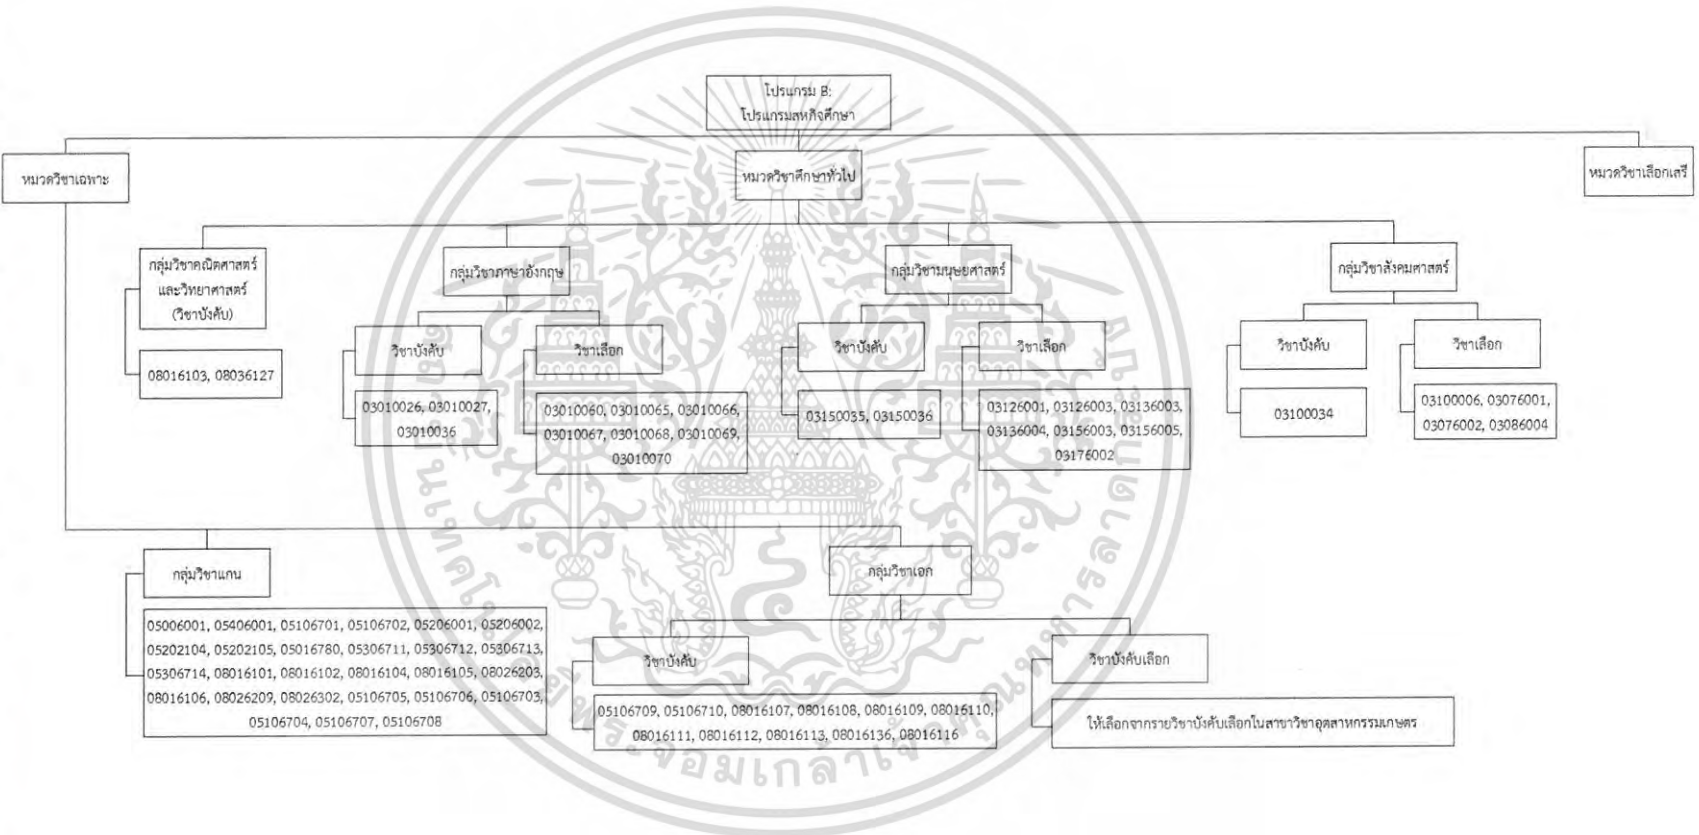 โปรแกรม B:
โปรแกรมสหกิจศึกษา
หมวดวิชาเฉพาะ
หมวดวิชาศึกษาทั่วไป
หมวดวิชาเลือกเสรี
กลุ่มวิชาคณิตศาสตร์
และวิทยาศาสตร์
(วิชาบังคับ)
08016103, 08036127
กลุ่มวิชาภาษาอังกฤษ
วิชาบังคับ
03010026, 03010027,
03010036
วิชาเลือก
03010060, 03010065, 03010066,
03010067, 03010068, 03010069,
03010070
กลุ่มวิชามนุษยศาสตร์
วิชาบังคับ
03150035, 03150036
วิชาเลือก
03126001, 03126003, 03136003,
03136004, 03156003, 03156005,
03176002
กลุ่มวิชาสังคมศาสตร์
วิชาบังคับ
03100034
วิชาเลือก
03100006, 03076001,
03076002, 03086004
กลุ่มวิชาแกน
05006001, 05406001, 05106701, 05106702, 05206001, 05206002,
05202104, 05202105, 05016780, 05306711, 05306712, 05306713,
05306714, 08016101, 08016102, 08016104, 08016105, 08026203,
08016106, 08026209, 08026302, 05106705, 05106706, 05106703,
05106704, 05106707, 05106708
กลุ่มวิชาเอก
วิชาบังคับ
05106709, 05106710, 08016107, 08016108, 08016109, 08016110,
08016111, 08016112, 08016113, 08016136, 08016116
วิชาบังคับเลือก
ให้เลือกจากรายวิชาบังคับเลือกในสาขาวิชาอุตสาหกรรมเกษตร